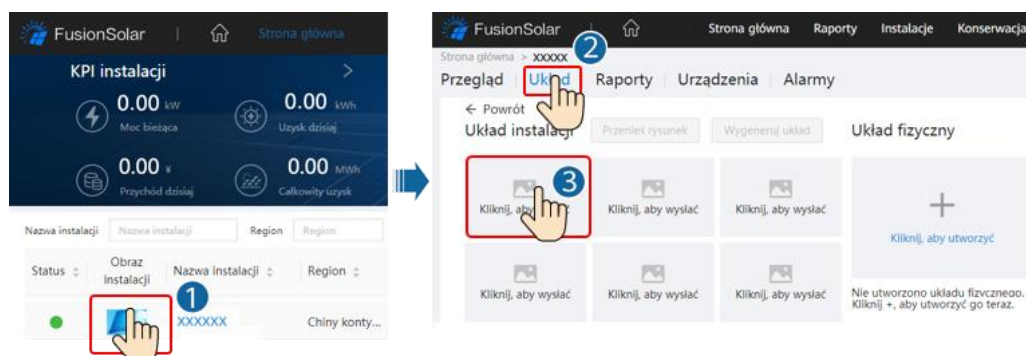 FusionSolar
Strona główna
KPI instalacji >
0.00 kW
Moc bieżąca
0.00 kWh
Uzysk dzisiaj
0.00 ¥
Przychód dzisiaj
0.00 MWh
Całkowity uzysk
Nazwa instalacji Nazwa instalacji Region Region
Status Obraz instalacji Nazwa instalacji Region
1
XXXXXX Chiny konty...
FusionSolar Strona główna Raporty Instalacje Konserwacja
2
Strona główna > XXXXX
Przegląd Układ Raporty Urządzenia Alarmy
← Powrót
Układ instalacji Przenieś rysunek Wygeneruj układ Układ fizyczny
3
Kliknij, aby Kliknij, aby wysłać Kliknij, aby wysłać
+
Kliknij, aby utworzyć
Kliknij, aby wysłać Kliknij, aby wysłać Kliknij, aby wysłać
Nie utworzono układu fizycznego.
Kliknij +, aby utworzyć go teraz.